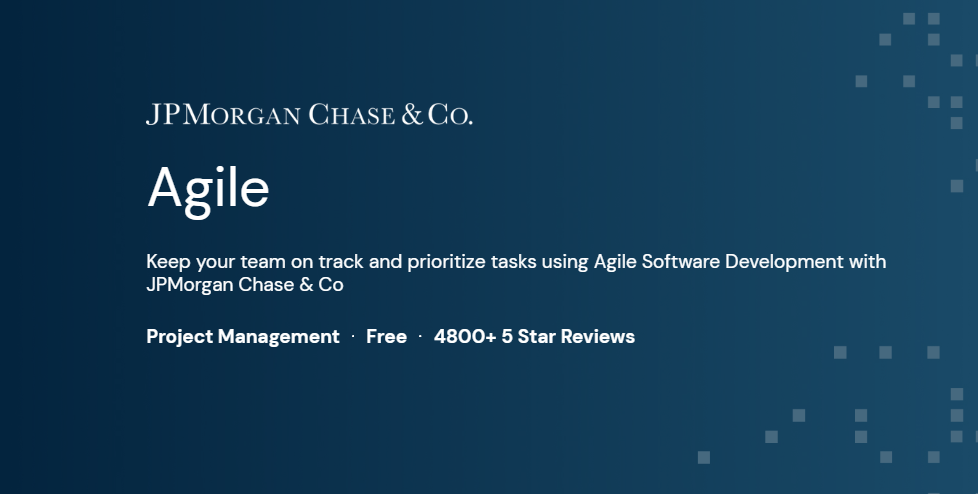 JPMORGAN CHASE & CO.
Agile
Keep your team on track and prioritize tasks using Agile Software Development with
JPMorgan Chase & Co
Project Management · Free · 4800+ 5 Star Reviews